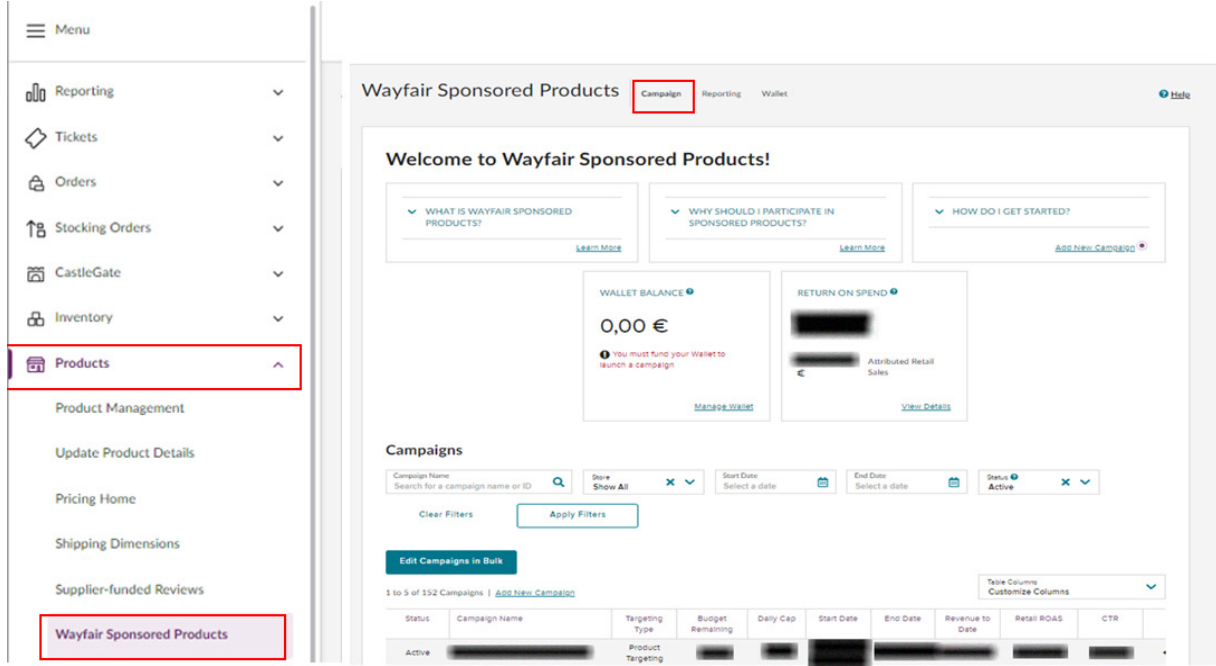 Menu
Reporting
Tickets
Orders
Stocking Orders
CastleGate
Inventory
Products
Product Management
Update Product Details
Pricing Home
Shipping Dimensions
Supplier-funded Reviews
Wayfair Sponsored Products
Wayfair Sponsored Products Campaign Reporting Wallet Help
Welcome to Wayfair Sponsored Products!
WHAT IS WAYFAIR SPONSORED
PRODUCTS?
Learn More
WHY SHOULD I PARTICIPATE IN
SPONSORED PRODUCTS?
Learn More
HOW DO I GET STARTED?
Add New Campaign
WALLET BALANCE
0,00 €
You must fund your Wallet to
launch a campaign
Manage Wallet
RETURN ON SPEND
€
Attributed Retail
Sales
View Details
Campaigns
Campaign Name
Search for a campaign name or ID
Store
Show All
Start Date
Select a date
End Date
Select a date
Status
Active
Clear Filters Apply Filters
Edit Campaigns in Bulk
1 to 5 of 152 Campaigns | Add New Campaign
Table Columns
Customize Columns
Status Campaign Name Targeting Type Budget Remaining Daily Cap Start Date End Date Revenue to Date Retail ROAS CTR
Active Product Targeting